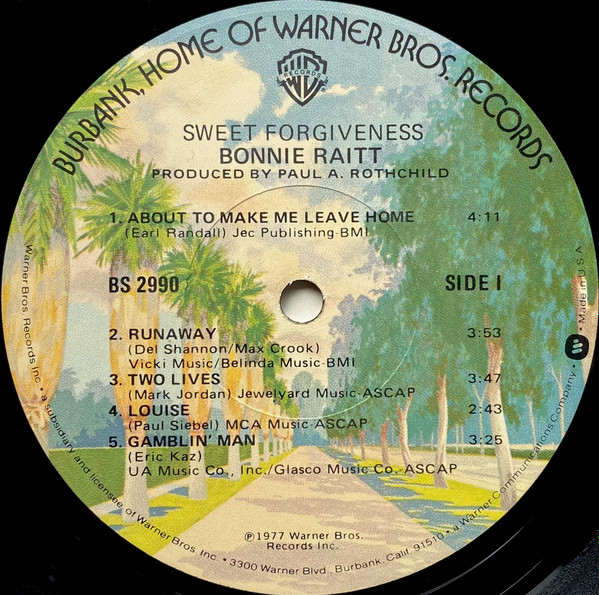 BURBANK, HOME OF WARNER BROS. RECORDS
RECORDS
SWEET FORGIVENESS
BONNIE RAITT
PRODUCED BY PAUL A. ROTHCHILD
1. ABOUT TO MAKE ME LEAVE HOME 4:11
(Earl Randall) Jec Publishing-BMI
BS 2990 SIDE I
2. RUNAWAY 3:53
(Del Shannon/Max Crook)
Vicki Music/Belinda Music-BMI
3. TWO LIVES 3:47
(Mark Jordan) Jewelyard Music-ASCAP
4. LOUISE 2:43
(Paul Siebel) MCA Music-ASCAP
5. GAMBLIN' MAN 3:25
(Eric Kaz)
UA Music Co., Inc./Glasco Music Co.-ASCAP
℗1977 Warner Bros.
Records Inc.
Warner Bros. Records Inc. • a subsidiary and licensee of Warner Bros. Inc. • 3300 Warner Blvd., Burbank, Calif. 91510 • a Warner Communications Company • Made in U S A